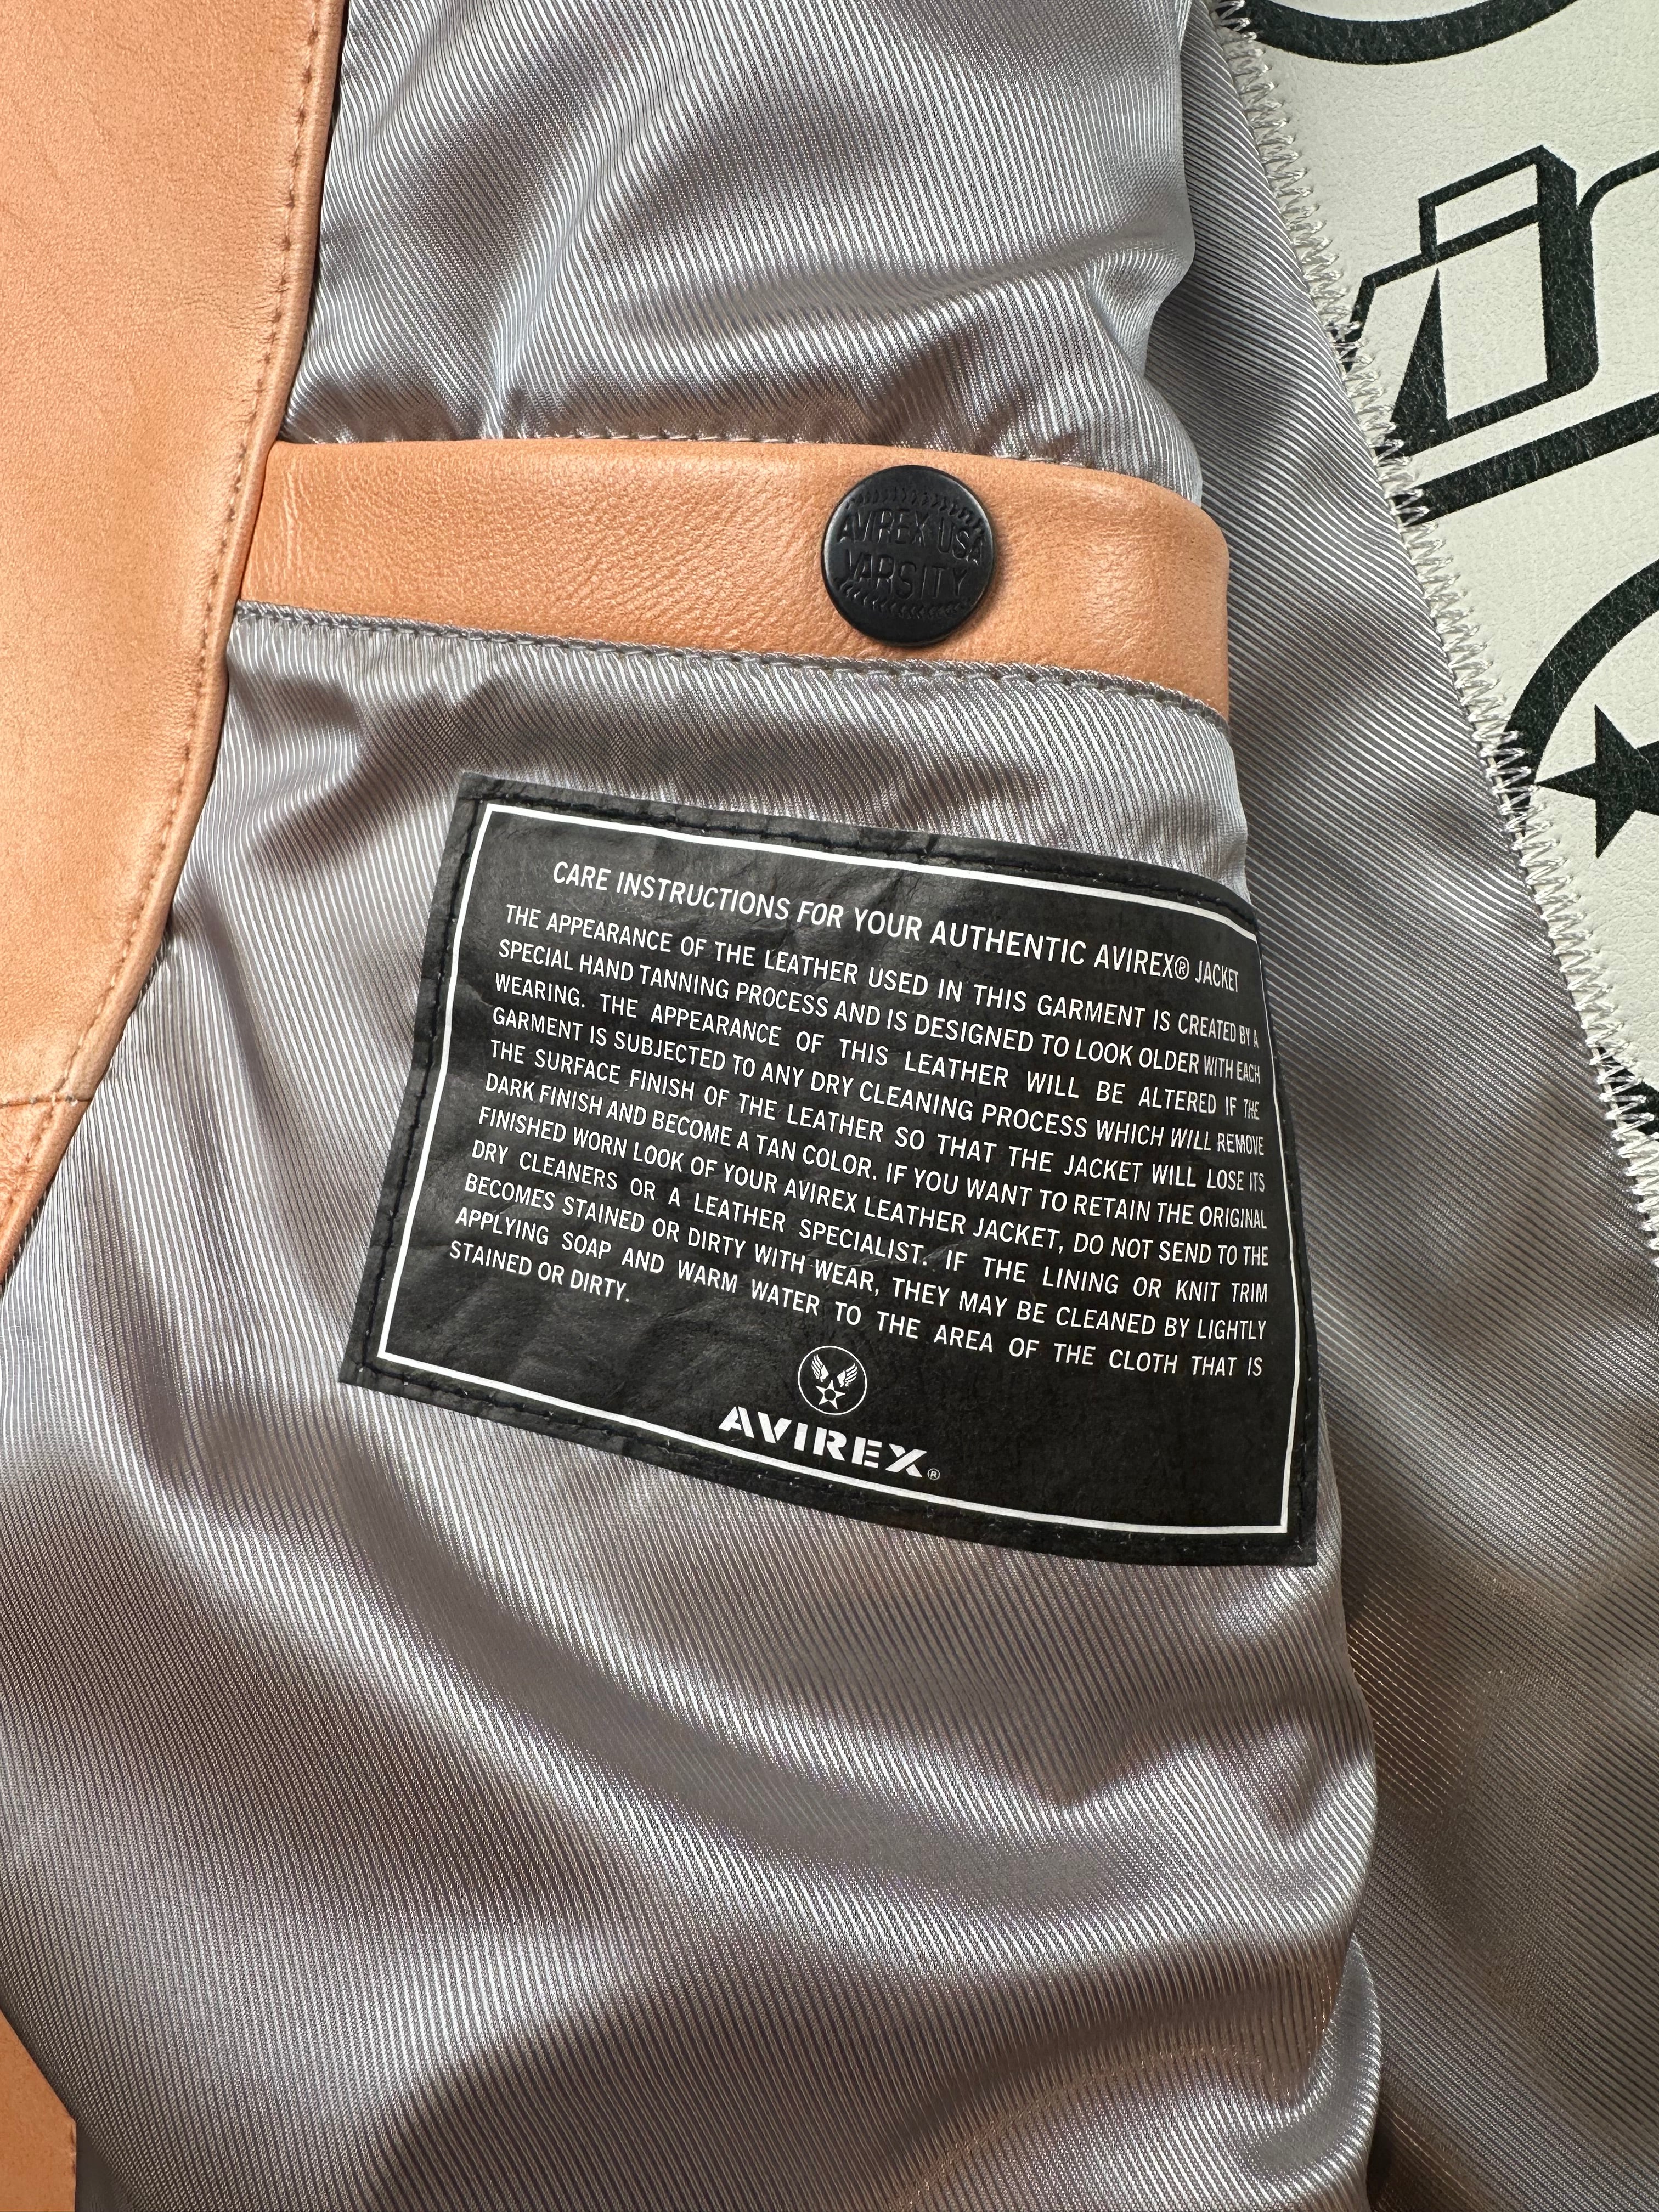 AVIREX USA
VARSITY
CARE INSTRUCTIONS FOR YOUR AUTHENTIC AVIREX® JACKET
THE APPEARANCE OF THE LEATHER USED IN THIS GARMENT IS CREATED BY A
SPECIAL HAND TANNING PROCESS AND IS DESIGNED TO LOOK OLDER WITH EACH
WEARING. THE APPEARANCE OF THIS LEATHER WILL BE ALTERED IF THE
GARMENT IS SUBJECTED TO ANY DRY CLEANING PROCESS WHICH WILL REMOVE
THE SURFACE FINISH OF THE LEATHER SO THAT THE JACKET WILL LOSE ITS
DARK FINISH AND BECOME A TAN COLOR. IF YOU WANT TO RETAIN THE ORIGINAL
FINISHED WORN LOOK OF YOUR AVIREX LEATHER JACKET, DO NOT SEND TO THE
DRY CLEANERS OR A LEATHER SPECIALIST. IF THE LINING OR KNIT TRIM
BECOMES STAINED OR DIRTY WITH WEAR, THEY MAY BE CLEANED BY LIGHTLY
APPLYING SOAP AND WARM WATER TO THE AREA OF THE CLOTH THAT IS
STAINED OR DIRTY.
AVIREX®